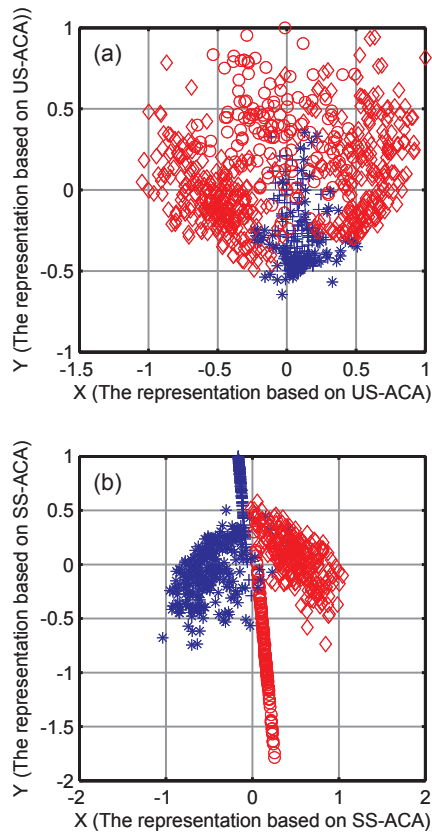 (a)
1
0.5
0
-0.5
-1
-1.5 -1 -0.5 0 0.5 1
Y (The representation based on US-ACA))
X (The representation based on US-ACA)
(b)
1
0.5
0
-0.5
-1
-1.5
-2
-2 -1 0 1 2
Y (The representation based on SS-ACA)
X (The representation based on SS-ACA)